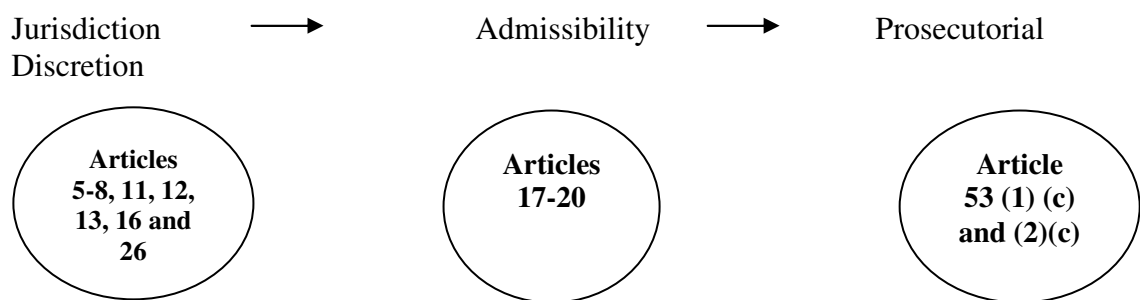 Jurisdiction → Admissibility → Prosecutorial
Discretion
Articles
5-8, 11, 12,
13, 16 and
26
Articles
17-20
Article
53 (1) (c)
and (2)(c)